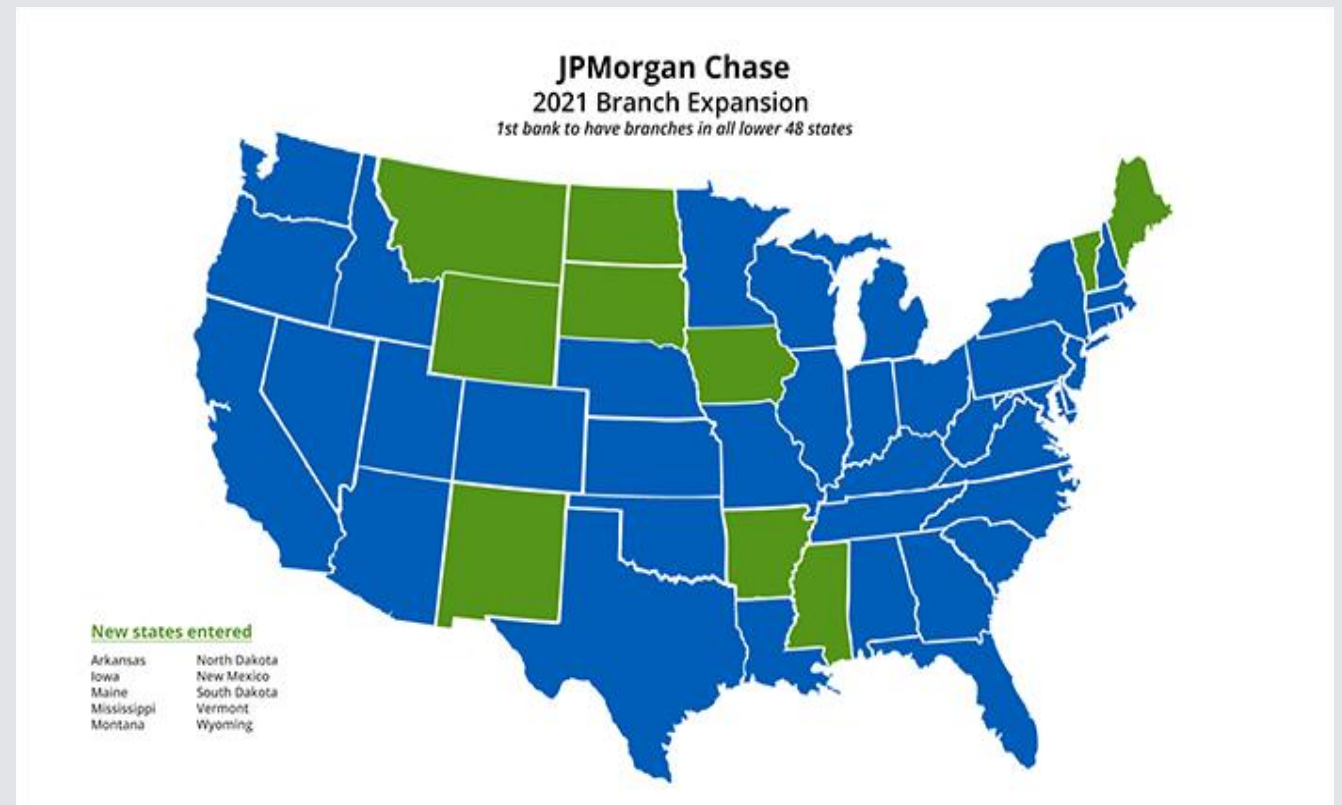 JPMorgan Chase
2021 Branch Expansion
1st bank to have branches in all lower 48 states
New states entered
Arkansas
Iowa
Maine
Mississippi
Montana
North Dakota
New Mexico
South Dakota
Vermont
Wyoming